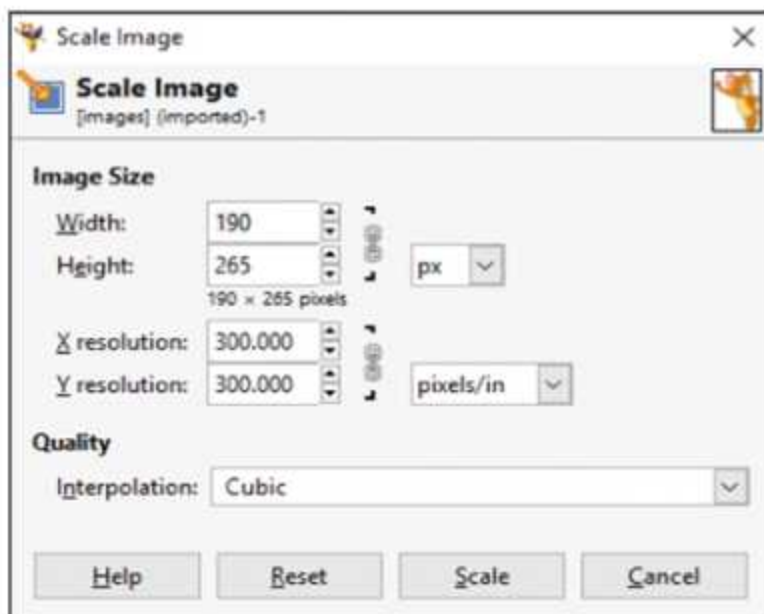 Scale Image
Scale Image
[images] (imported)-1
Image Size
Width: 190
Height: 265 px
190 × 265 pixels
X resolution: 300.000
Y resolution: 300.000 pixels/in
Quality
Interpolation: Cubic
Help Reset Scale Cancel